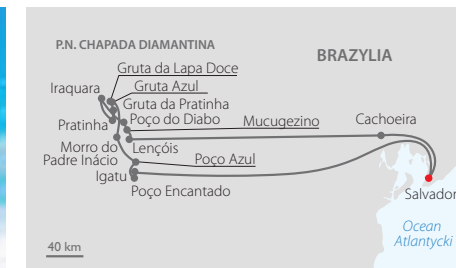 P.N. CHAPADA DIAMANTINA
BRAZYLIA
Gruta da Lapa Doce
Iraquara
Gruta Azul
Gruta da Pratinha
Pratinha
Poço do Diabo
Mucugezino
Cachoeira
Morro do
Padre Inácio
Lençóis
Poço Azul
Igatu
Poço Encantado
Salvador
Ocean
Atlantycki
40 km